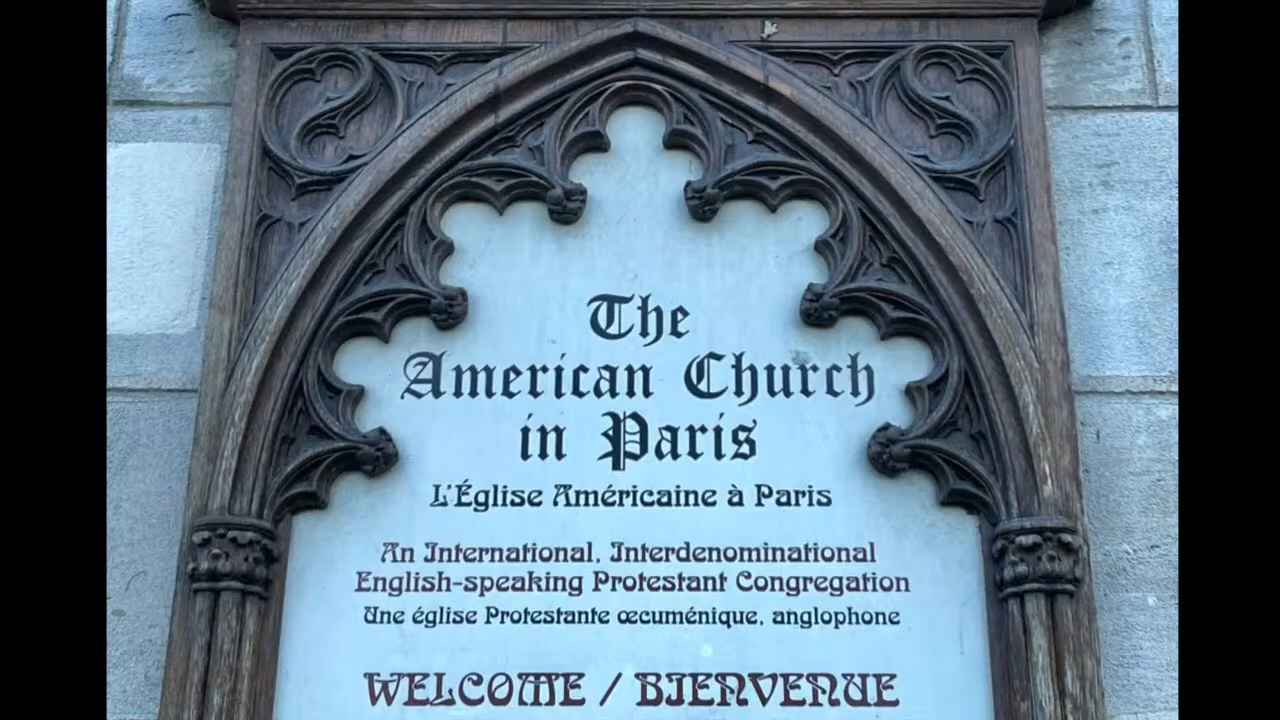 The
American Church
in Paris
L'Église Américaine à Paris
An International, Interdenominational
English-speaking Protestant Congregation
Une église Protestante œcuménique, anglophone
WELCOME / BIENVENUE